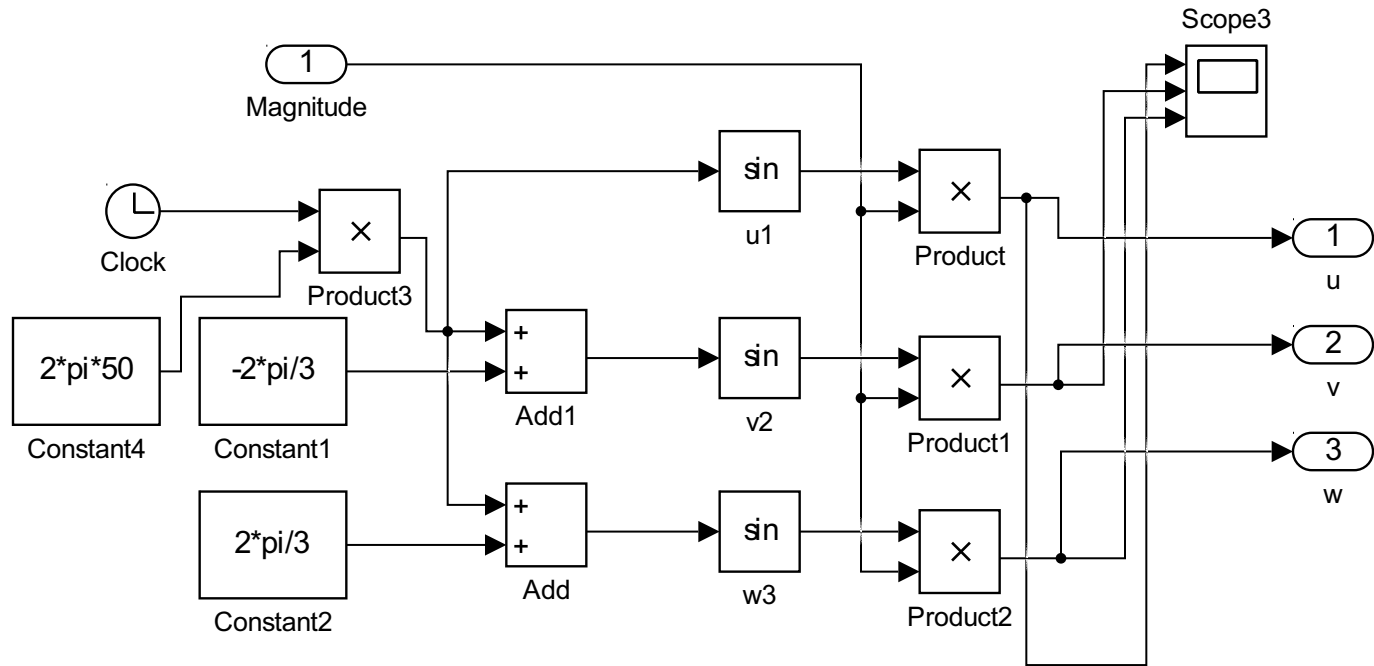 Scope3
1
Magnitude
sin
u1
×
Product
Clock
×
Product3
1
u
2*pi*50
Constant4
-2*pi/3
Constant1
+
+
Add1
sin
v2
×
Product1
2
v
2*pi/3
Constant2
+
+
Add
sin
w3
×
Product2
3
w